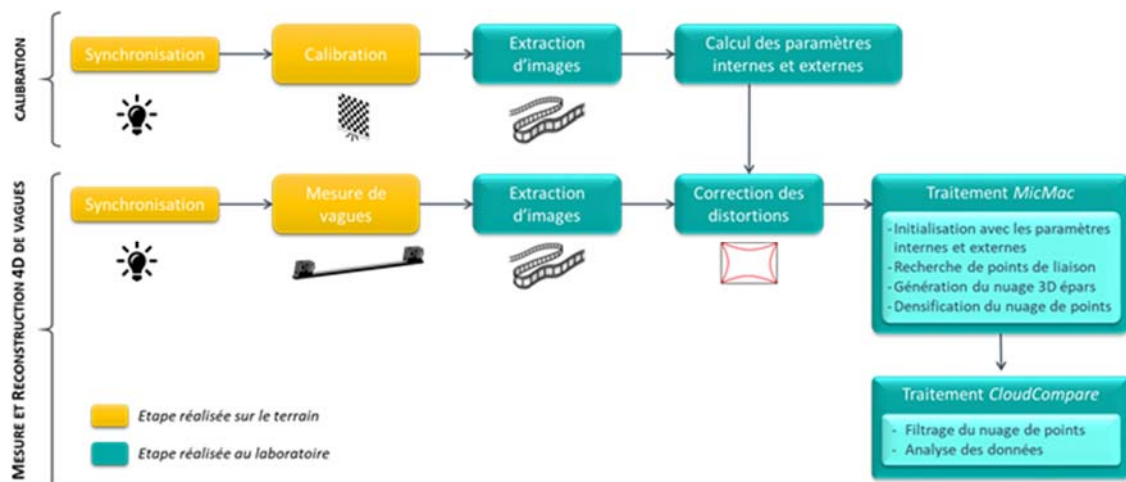 CALIBRATION
Synchronisation
Calibration
Extraction
d'images
Calcul des paramètres
internes et externes
MESURE ET RECONSTRUCTION 4D DE VAGUES
Synchronisation
Mesure de
vagues
Extraction
d'images
Correction des
distortions
Traitement MicMac
-Initialisation avec les paramètres
internes et externes
-Recherche de points de liaison
-Génération du nuage 3D épars
-Densification du nuage de points
Traitement CloudCompare
- Filtrage du nuage de points
- Analyse des données
Etape réalisée sur le terrain
Etape réalisée au laboratoire